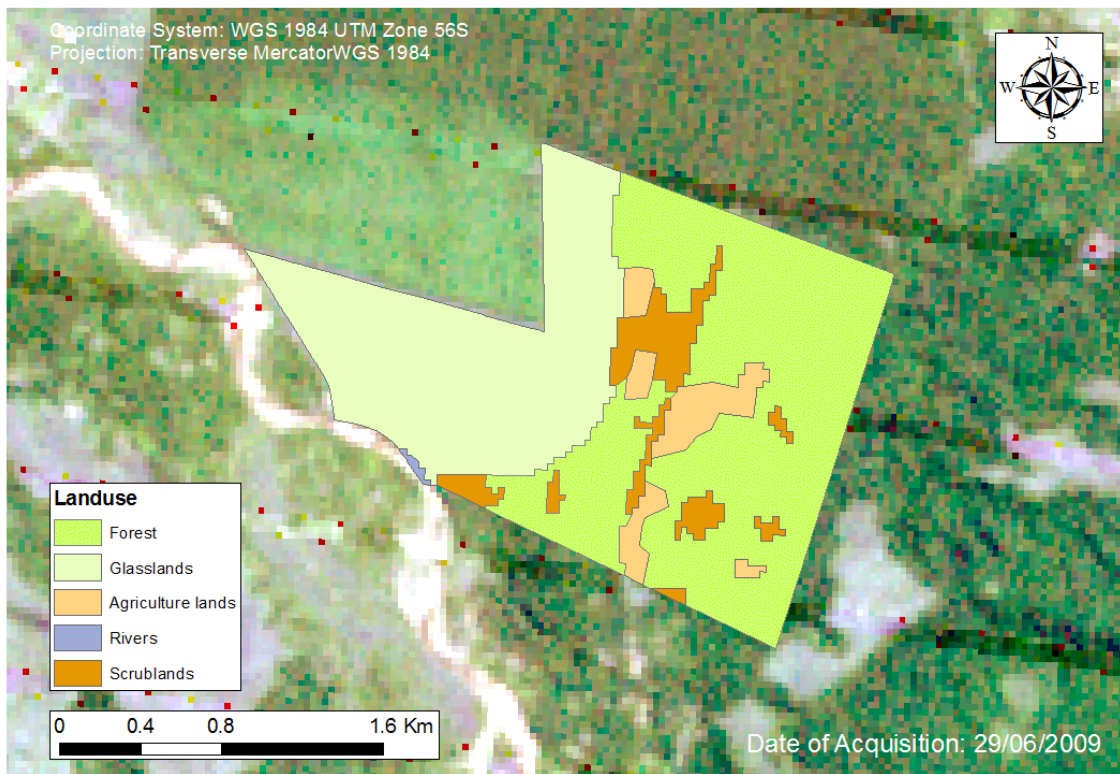 Coordinate System: WGS 1984 UTM Zone 56S
Projection: Transverse MercatorWGS 1984
N
W
E
S
Landuse
Forest
Glasslands
Agriculture lands
Rivers
Scrublands
0 0.4 0.8 1.6 Km
Date of Acquisition: 29/06/2009